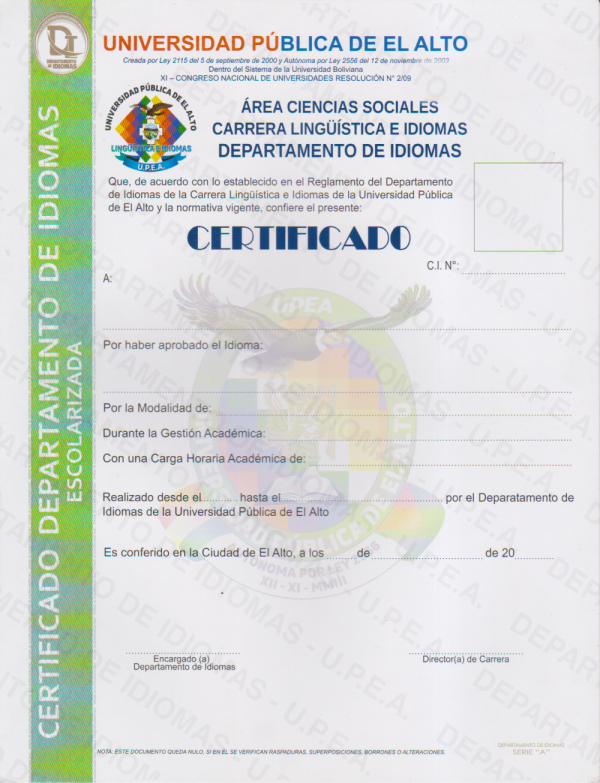 DEPARTAMENTO
DE IDIOMAS
UNIVERSIDAD PÚBLICA DE EL ALTO
Creada por Ley 2115 del 5 de septiembre de 2000 y Autónoma por Ley 2556 del 12 de noviembre de 2003
Dentro del Sistema de la Universidad Boliviana
XI – CONGRESO NACIONAL DE UNIVERSIDADES RESOLUCIÓN N° 2/09
UNIVERSIDAD PÚBLICA DE EL ALTO
LINGÜÍSTICA E IDIOMAS
U.P.E.A.
ÁREA CIENCIAS SOCIALES
CARRERA LINGÜÍSTICA E IDIOMAS
DEPARTAMENTO DE IDIOMAS
Que, de acuerdo con lo establecido en el Reglamento del Departamento
de Idiomas de la Carrera Lingüística e Idiomas de la Universidad Pública
de El Alto y la normativa vigente, confiere el presente:
CERTIFICADO
C.I. N°:
A:
Por haber aprobado el Idioma:
Por la Modalidad de:
Durante la Gestión Académica:
Con una Carga Horaria Académica de:
Realizado desde el........... hasta el.................................................. por el Deparatamento de
Idiomas de la Universidad Pública de El Alto
Es conferido en la Ciudad de El Alto, a los.......... de................................... de 20............
Encargado (a)
Departamento de Idiomas
Director(a) de Carrera
NOTA: ESTE DOCUMENTO QUEDA NULO, SI EN ÉL SE VERIFICAN RASPADURAS, SUPERPOSICIONES, BORRONES O ALTERACIONES.
DEPARTAMENTO DE IDIOMAS
SERIE "A"
CERTIFICADO DEPARTAMENTO DE IDIOMAS
ESCOLARIZADA
UPEA
AUTÓNOMA POR LEY 2556
XII - XI - MMIII
DEPARTAMENTO DE IDIOMAS - U.P.E.A.